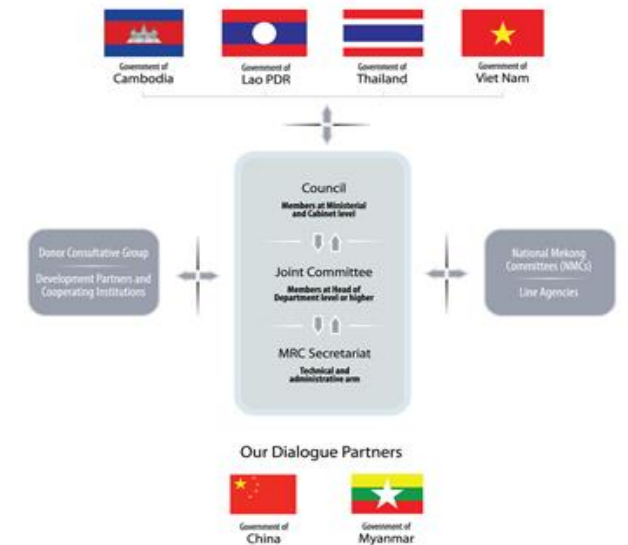 Government of
Cambodia
Government of
Lao PDR
Government of
Thailand
Government of
Viet Nam
Council
Members at Ministerial
and Cabinet level
Donor Consultative Group
Development Partners and
Cooperating Institutions
Joint Committee
Members at Head of
Department level or higher
National Mekong
Committees (NMCs)
Line Agencies
MRC Secretariat
Technical and
administrative arm
Our Dialogue Partners
Government of
China
Government of
Myanmar